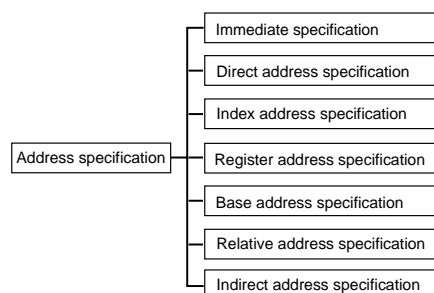 Immediate specification
Direct address specification
Index address specification
Address specification
Register address specification
Base address specification
Relative address specification
Indirect address specification